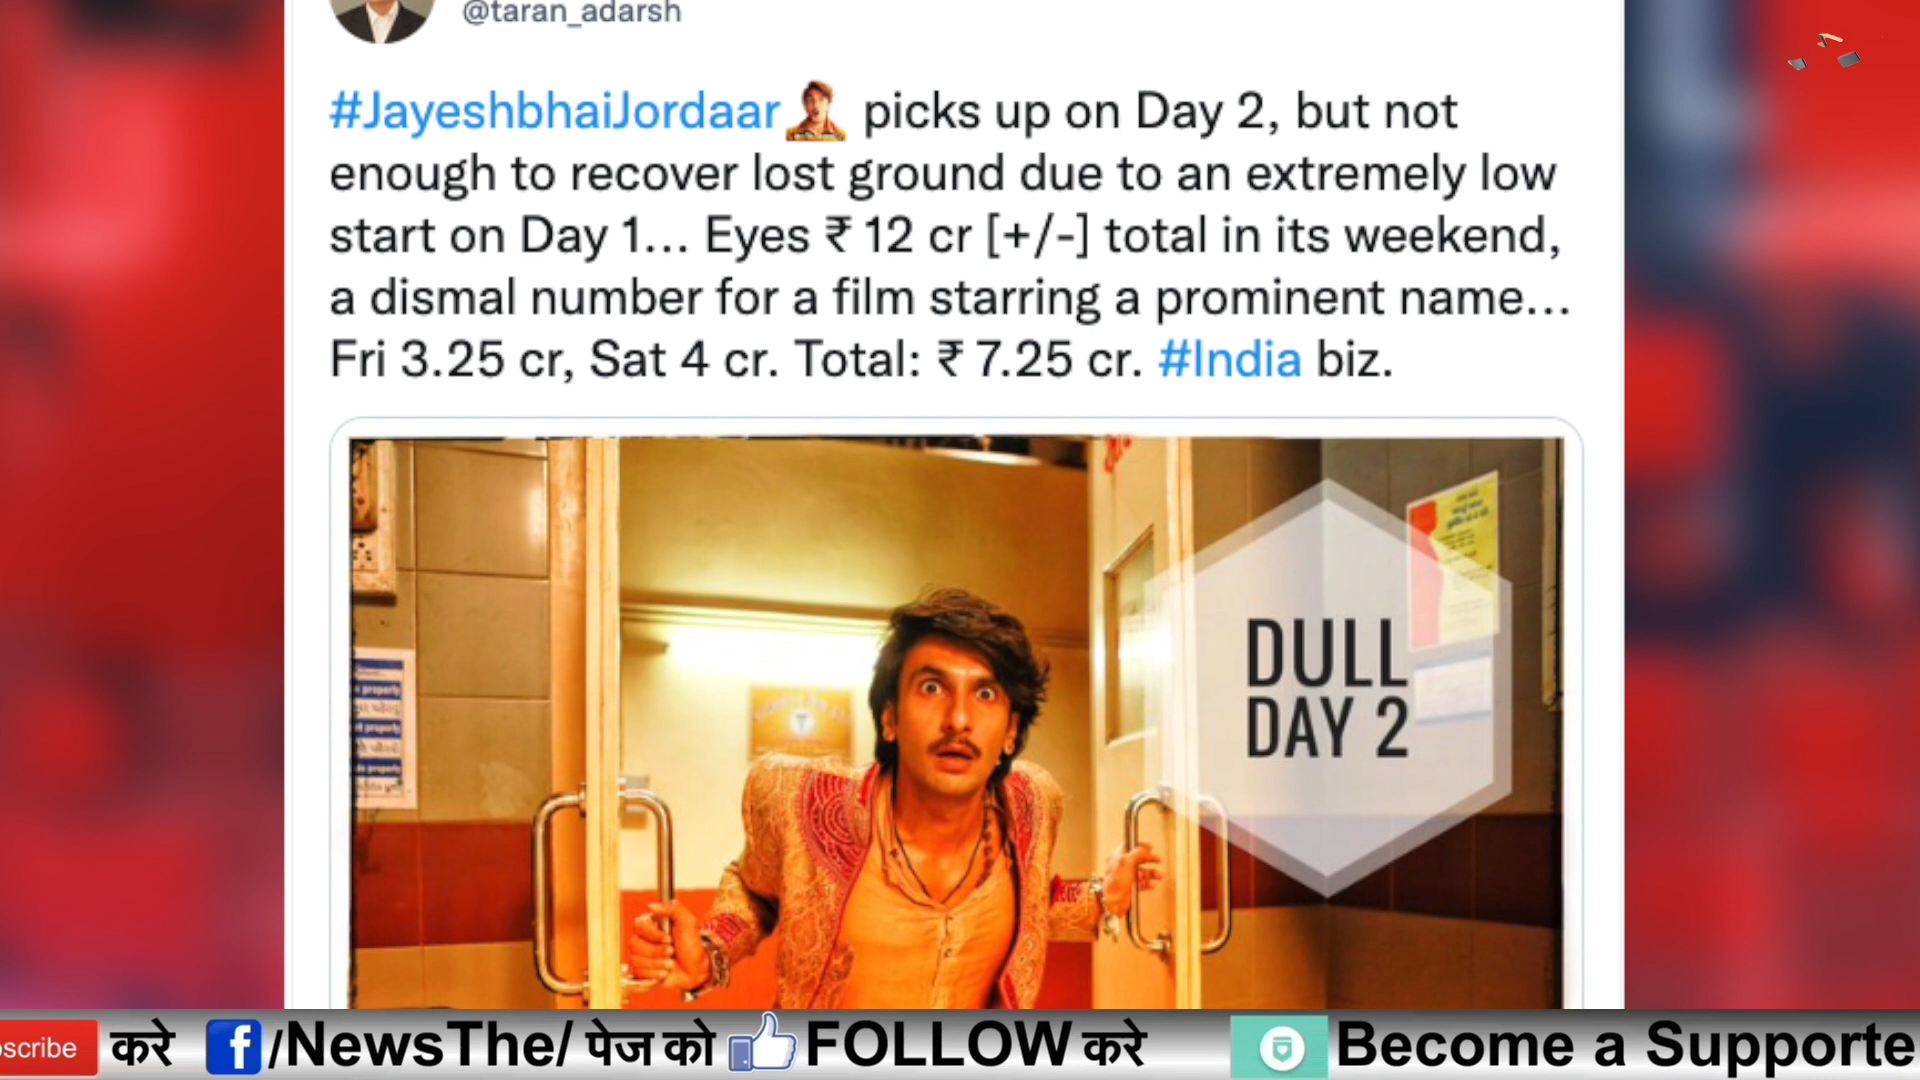 @taran_adarsh
#JayeshbhaiJordaar picks up on Day 2, but not
enough to recover lost ground due to an extremely low
start on Day 1... Eyes ₹ 12 cr [+/-] total in its weekend,
a dismal number for a film starring a prominent name...
Fri 3.25 cr, Sat 4 cr. Total: ₹ 7.25 cr. #India biz.
DULL
DAY 2
properly
properly
scribe करे f/NewsThe/ पेज को FOLLOW करे Become a Supporte